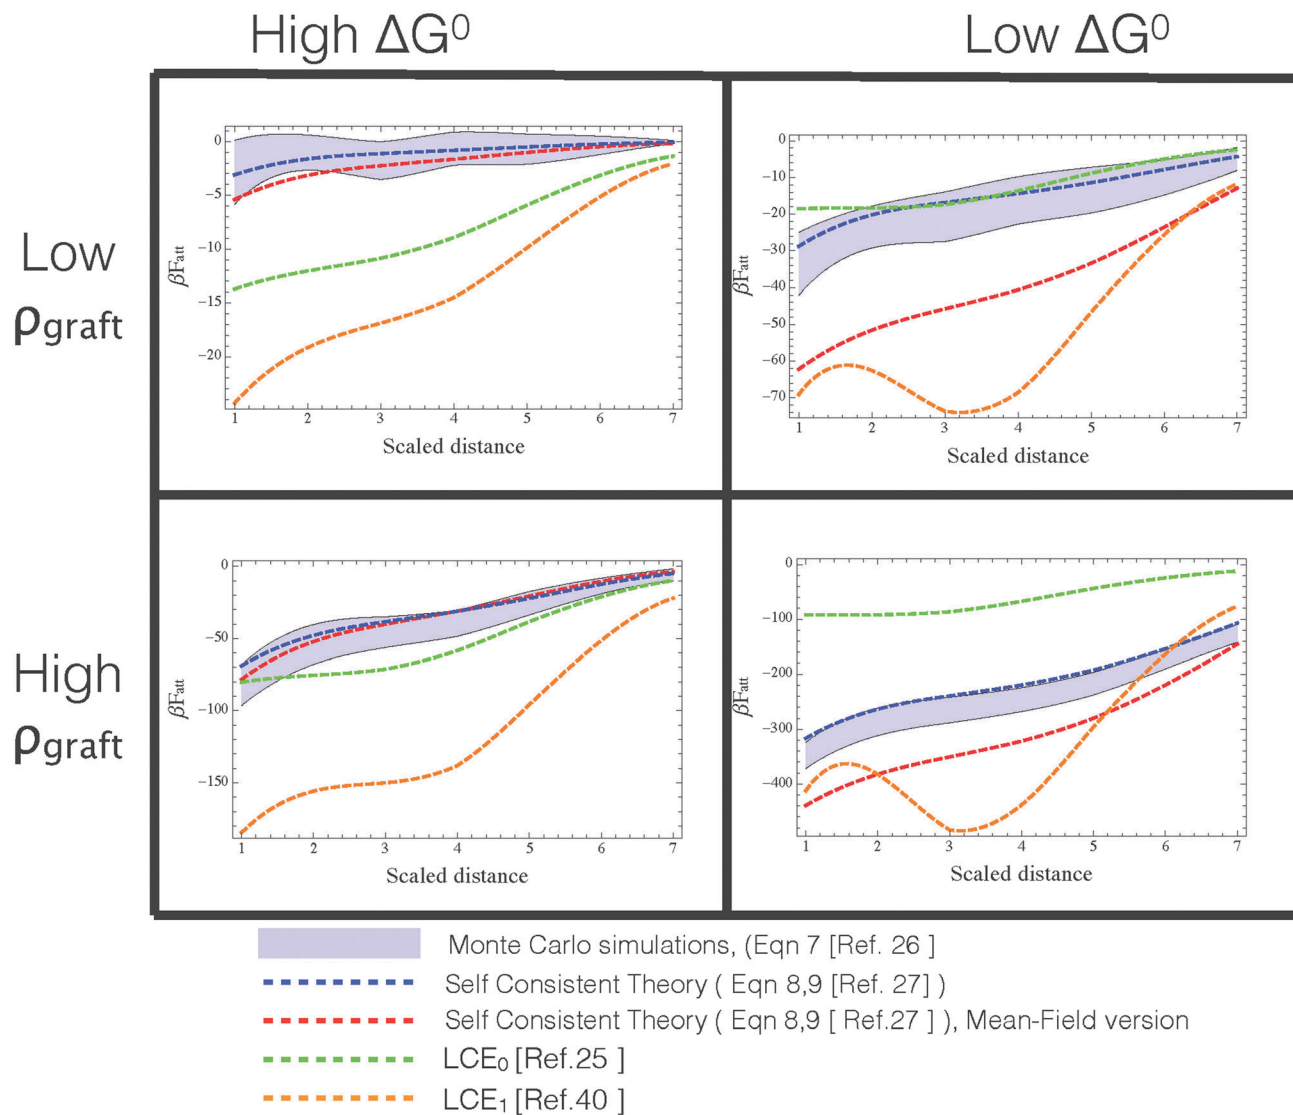 High ΔG⁰
Low ΔG⁰
Low
ρgraft
High
ρgraft
0
−5
−10
−15
−20
βFatt
1 2 3 4 5 6 7
Scaled distance
0
−10
−20
−30
−40
−50
−60
−70
βFatt
1 2 3 4 5 6 7
Scaled distance
0
−50
−100
−150
βFatt
1 2 3 4 5 6 7
Scaled distance
0
−100
−200
−300
−400
βFatt
1 2 3 4 5 6 7
Scaled distance
Monte Carlo simulations, (Eqn 7 [Ref. 26 ]
Self Consistent Theory ( Eqn 8,9 [Ref. 27] )
Self Consistent Theory ( Eqn 8,9 [ Ref.27 ] ), Mean-Field version
LCE₀ [Ref.25 ]
LCE₁ [Ref.40 ]